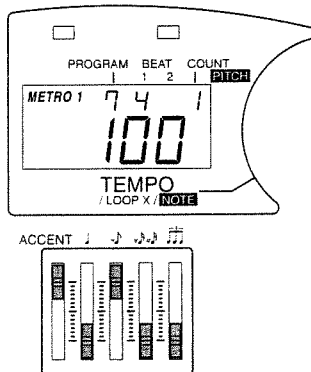 PROGRAM BEAT COUNT
1 2 PITCH
METRO 1 7 4 1
100
TEMPO
/ LOOP X / NOTE
ACCENT